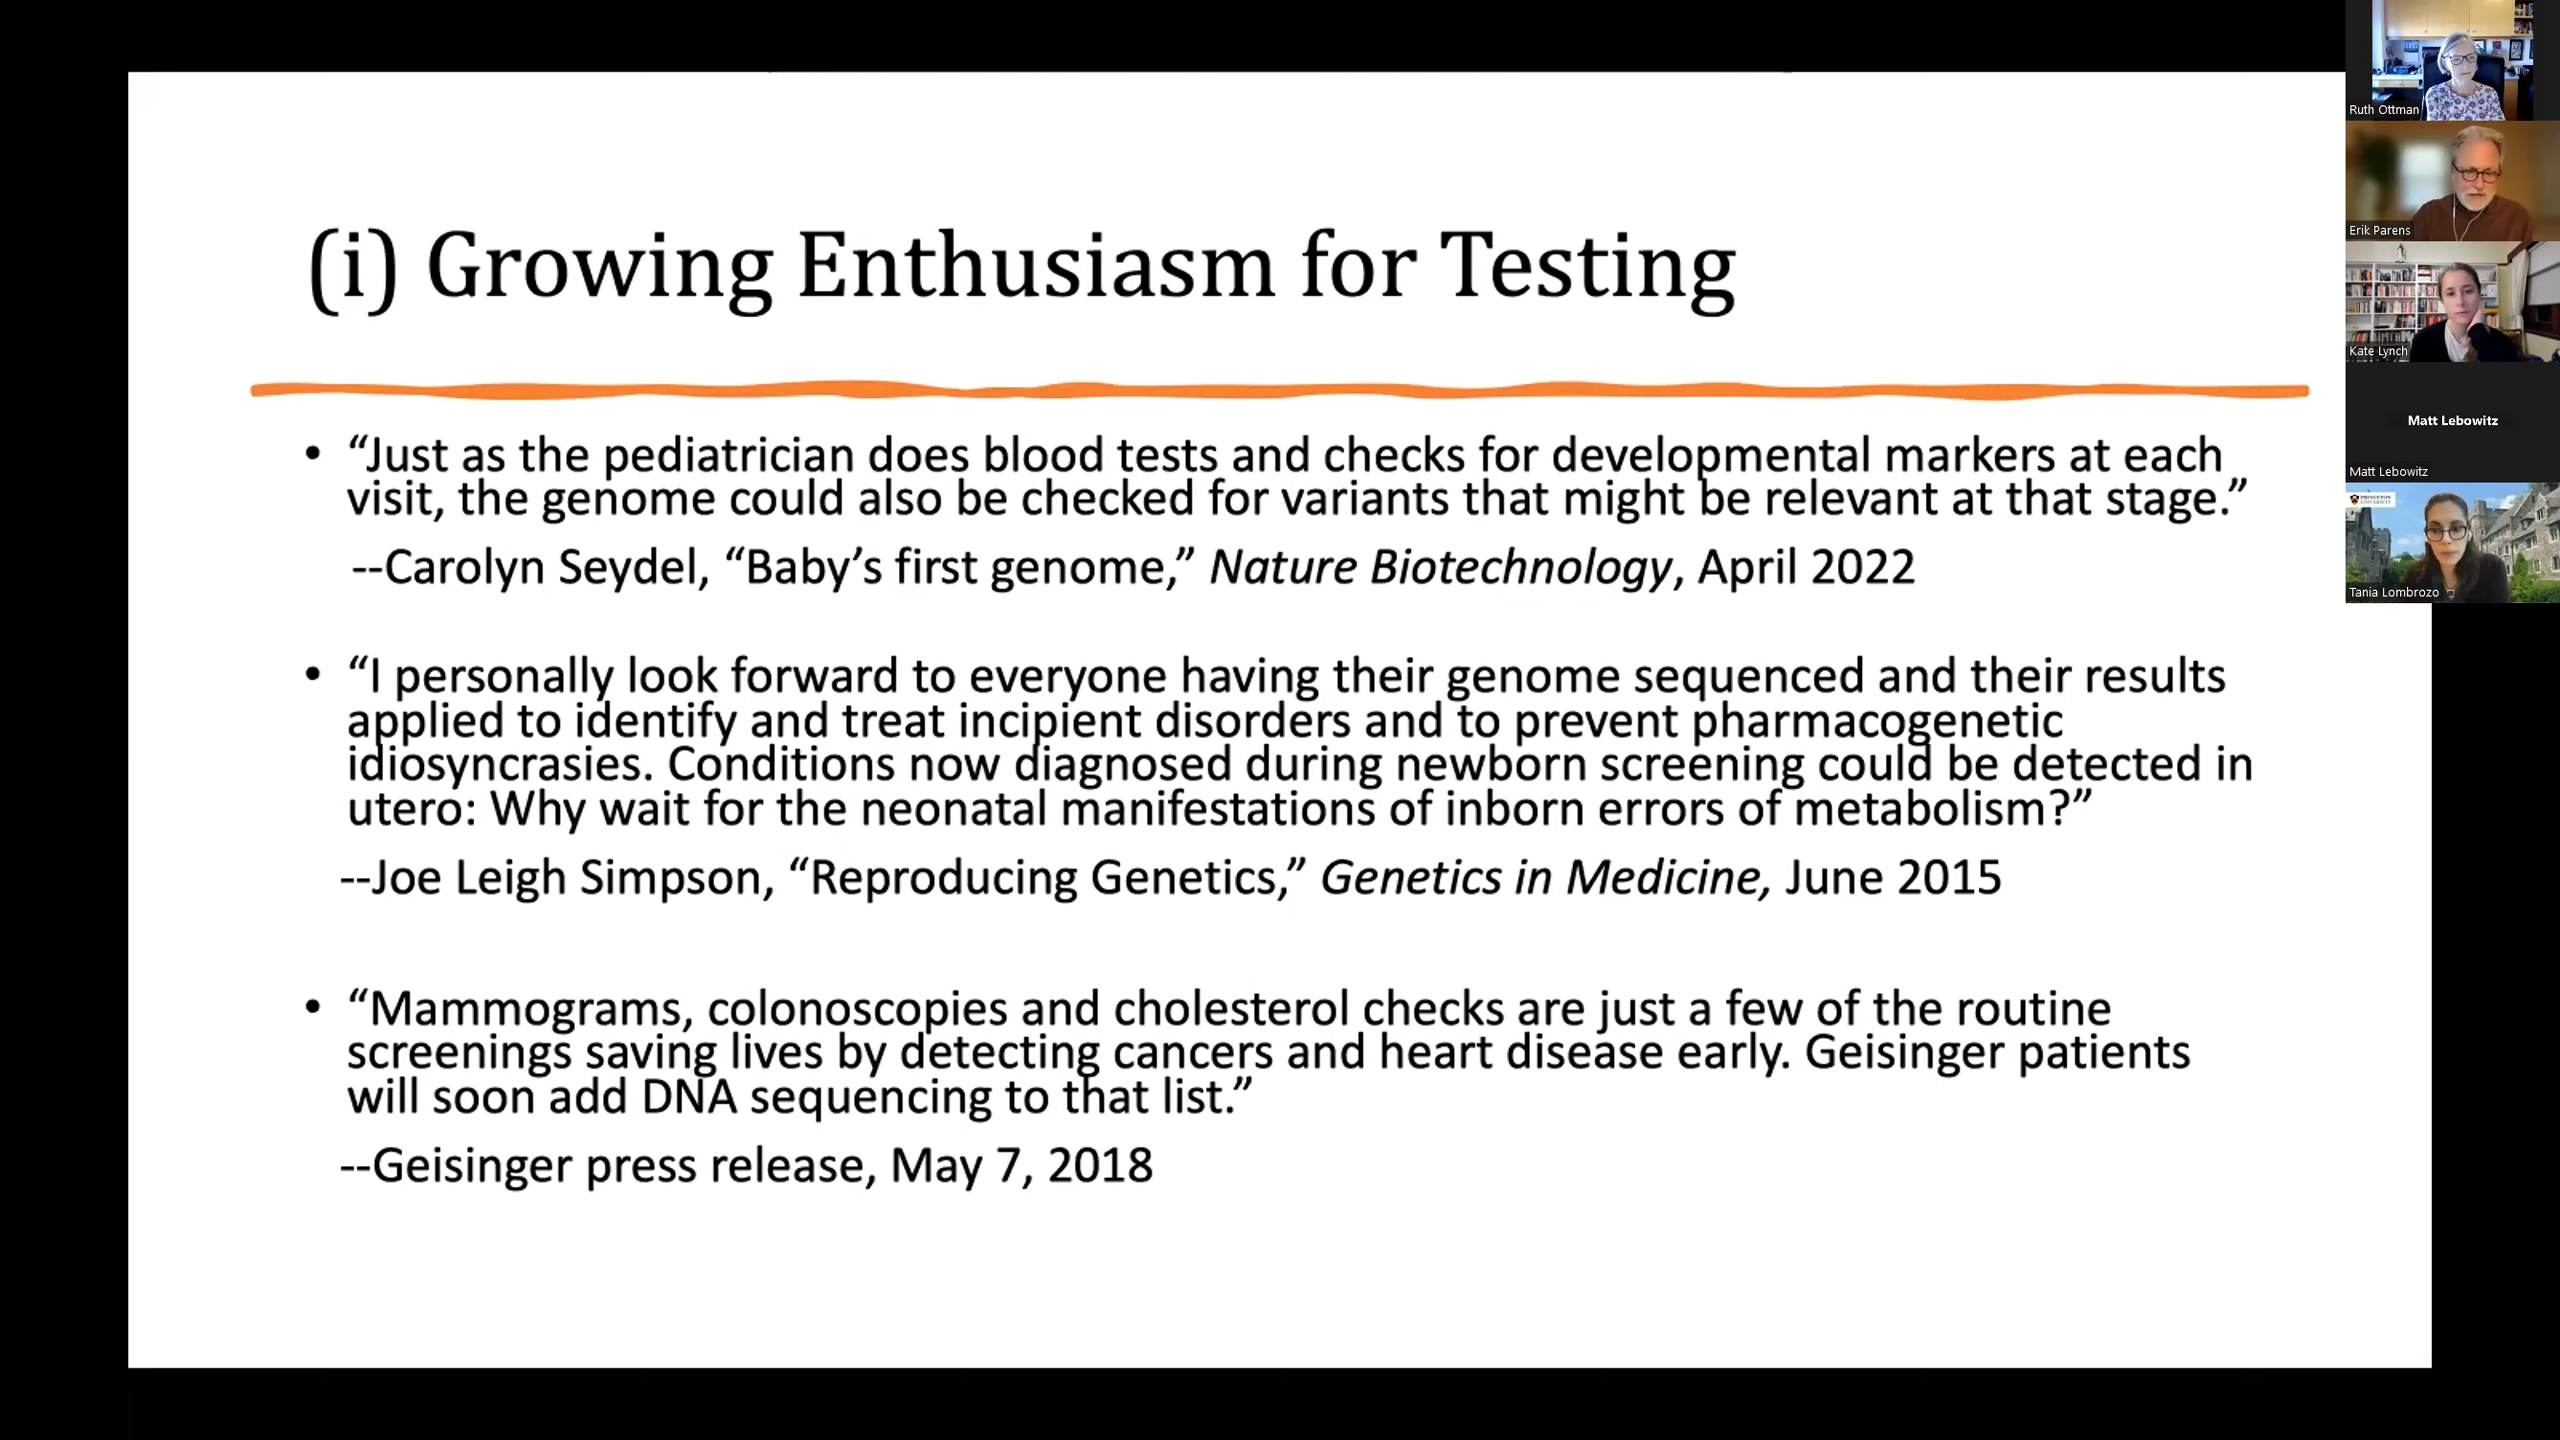 (i) Growing Enthusiasm for Testing
• “Just as the pediatrician does blood tests and checks for developmental markers at each
visit, the genome could also be checked for variants that might be relevant at that stage.”
--Carolyn Seydel, “Baby’s first genome,” Nature Biotechnology, April 2022
• “I personally look forward to everyone having their genome sequenced and their results
applied to identify and treat incipient disorders and to prevent pharmacogenetic
idiosyncrasies. Conditions now diagnosed during newborn screening could be detected in
utero: Why wait for the neonatal manifestations of inborn errors of metabolism?”
--Joe Leigh Simpson, “Reproducing Genetics,” Genetics in Medicine, June 2015
• “Mammograms, colonoscopies and cholesterol checks are just a few of the routine
screenings saving lives by detecting cancers and heart disease early. Geisinger patients
will soon add DNA sequencing to that list.”
--Geisinger press release, May 7, 2018
Ruth Ottman
Erik Parens
Kate Lynch
Matt Lebowitz
Matt Lebowitz
PRINCETON
UNIVERSITY
Tania Lombrozo